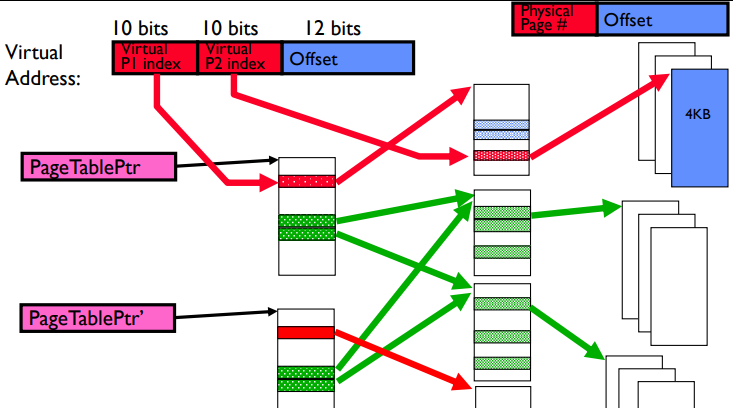 10 bits 10 bits 12 bits
Virtual
Address:
Virtual
P1 index
Virtual
P2 index
Offset
Physical
Page #
Offset
4KB
PageTablePtr
PageTablePtr’